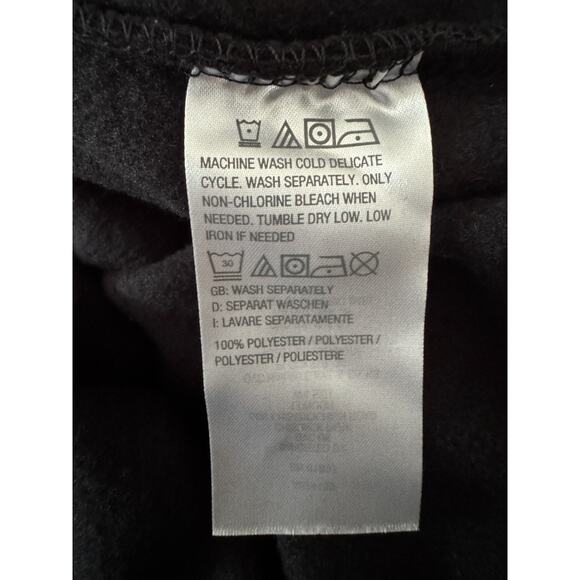 MACHINE WASH COLD DELICATE
CYCLE. WASH SEPARATELY. ONLY
NON-CHLORINE BLEACH WHEN
NEEDED. TUMBLE DRY LOW. LOW
IRON IF NEEDED
30
GB: WASH SEPARATELY
D: SEPARAT WASCHEN
I: LAVARE SEPARATAMENTE
100% POLYESTER / POLYESTER /
POLYESTER / POLIESTERE